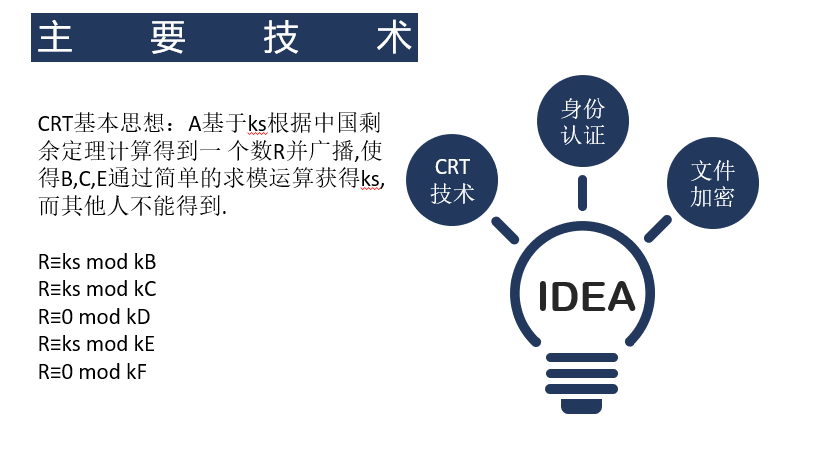 主 要 技 术
CRT基本思想：A基于ks根据中国剩
余定理计算得到一 个数R并广播,使
得B,C,E通过简单的求模运算获得ks,
而其他人不能得到.
R≡ks mod kB
R≡ks mod kC
R≡0 mod kD
R≡ks mod kE
R≡0 mod kF
CRT
技术
身份
认证
文件
加密
IDEA